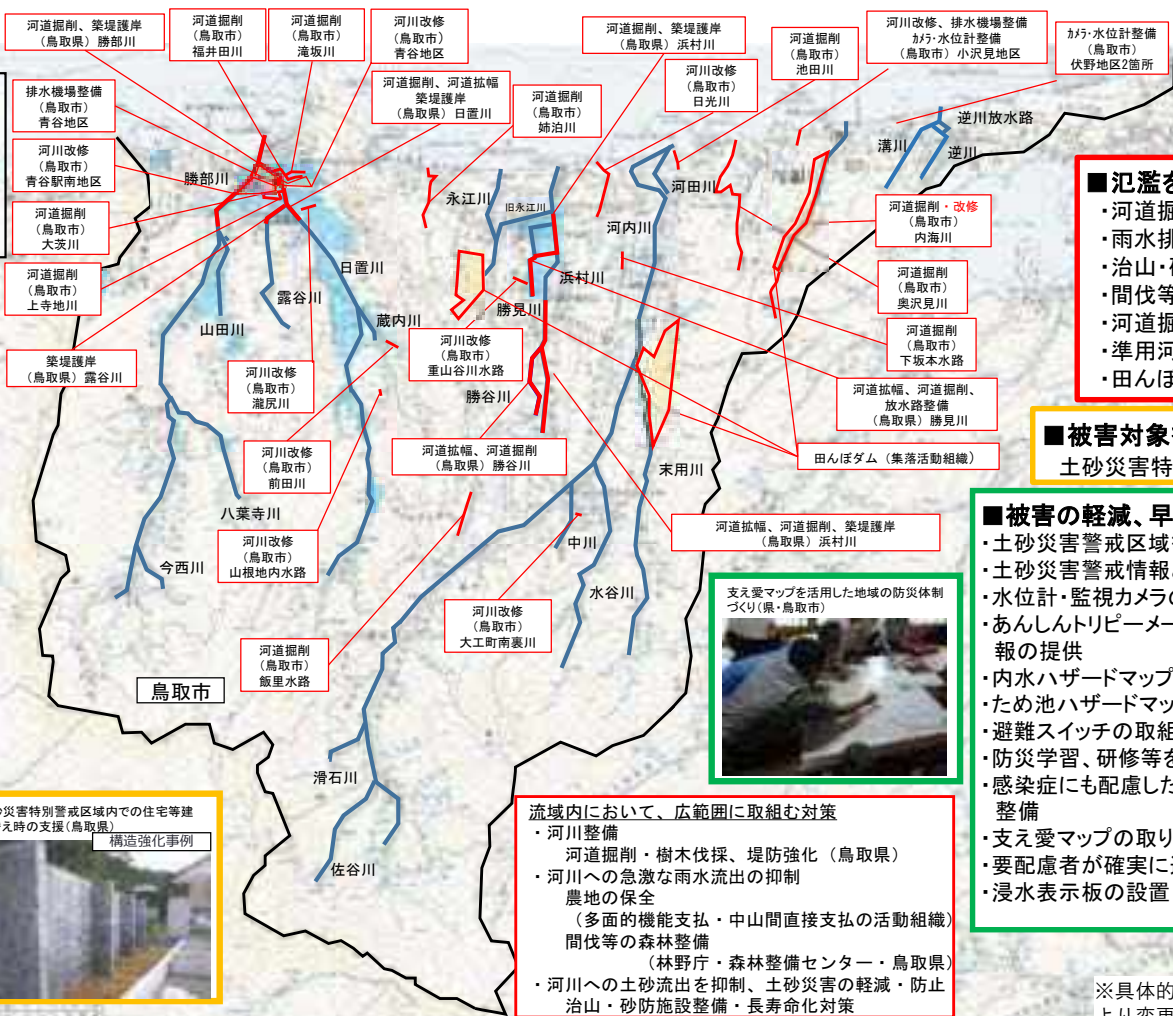 河道掘削、築堤護岸
(鳥取県) 勝部川
河道掘削
(鳥取市)
福井田川
河道掘削
(鳥取市)
滝坂川
河川改修
(鳥取市)
青谷地区
河道掘削、河道拡幅
築堤護岸
(鳥取県) 日置川
河道掘削
(鳥取市)
姉泊川
河道掘削、築堤護岸
(鳥取県) 浜村川
河川改修
(鳥取市)
日光川
河道掘削
(鳥取市)
池田川
河川改修、排水機場整備
カメラ・水位計整備
(鳥取市) 小沢見地区
カメラ・水位計整備
(鳥取市)
伏野地区2箇所
排水機場整備
(鳥取市)
青谷地区
河川改修
(鳥取市)
青谷駅南地区
河道掘削
(鳥取市)
大茨川
河道掘削
(鳥取市)
上寺地川
築堤護岸
(鳥取県) 露谷川
勝部川
日置川
露谷川
山田川
蔵内川
八葉寺川
今西川
永江川
旧永江川
浜村川
勝見川
勝谷川
河内川
河田川
溝川
逆川放水路
逆川
末用川
中川
水谷川
滑石川
佐谷川
河川改修
(鳥取市)
瀧尻川
河川改修
(鳥取市)
前田川
河川改修
(鳥取市)
山根地内水路
河川改修
(鳥取市)
重山谷川水路
河道拡幅、河道掘削
(鳥取県) 勝谷川
河道掘削
(鳥取市)
飯里水路
河川改修
(鳥取市)
大工町南裏川
河道掘削・改修
(鳥取市)
内海川
河道掘削
(鳥取市)
奥沢見川
河道掘削
(鳥取市)
下坂本水路
河道拡幅、河道掘削、
放水路整備
(鳥取県) 勝見川
田んぼダム (集落活動組織)
河道拡幅、河道掘削、築堤護岸
(鳥取県) 浜村川
鳥取市
支え愛マップを活用した地域の防災体制
づくり(県・鳥取市)
災害特別警戒区域内での住宅等建
え時の支援(鳥取県)
構造強化事例
流域内において、広範囲に取組む対策
・河川整備
河道掘削・樹木伐採、堤防強化 (鳥取県)
・河川への急激な雨水流出の抑制
農地の保全
(多面的機能支払・中山間直接支払の活動組織)
間伐等の森林整備
(林野庁・森林整備センター・鳥取県)
・河川への土砂流出を抑制、土砂災害の軽減・防止
治山・砂防施設整備・長寿命化対策
■氾濫を
・河道掘
・雨水排
・治山・
・間伐等
・河道掘
・準用河
・田んぼ
■被害対象
土砂災害特
■被害の軽減、早
・土砂災害警戒区域
・土砂災害警戒情報
・水位計・監視カメラの
・あんしんトリピーメー
報の提供
・内水ハザードマップ
・ため池ハザードマッ
・避難スイッチの取組
・防災学習、研修等を
・感染症にも配慮した
整備
・支え愛マップの取り
・要配慮者が確実に
・浸水表示板の設置
※具体的
より変更